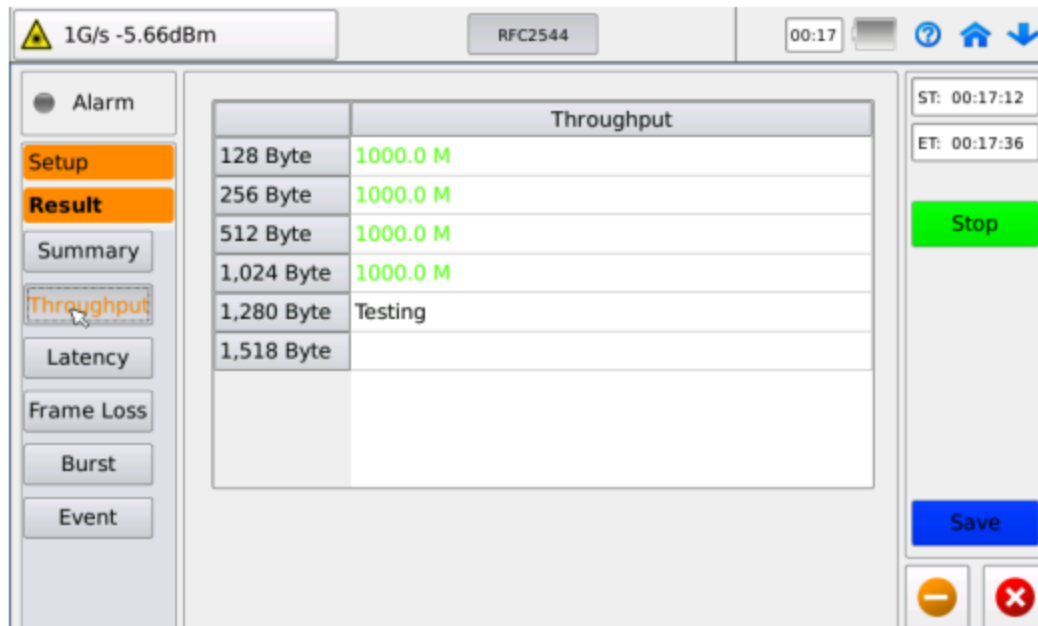 1G/s -5.66dBm
RFC2544
00:17
Alarm
Setup
Result
Summary
Throughput
Latency
Frame Loss
Burst
Event
Throughput
128 Byte 1000.0 M
256 Byte 1000.0 M
512 Byte 1000.0 M
1,024 Byte 1000.0 M
1,280 Byte Testing
1,518 Byte
ST: 00:17:12
ET: 00:17:36
Stop
Save